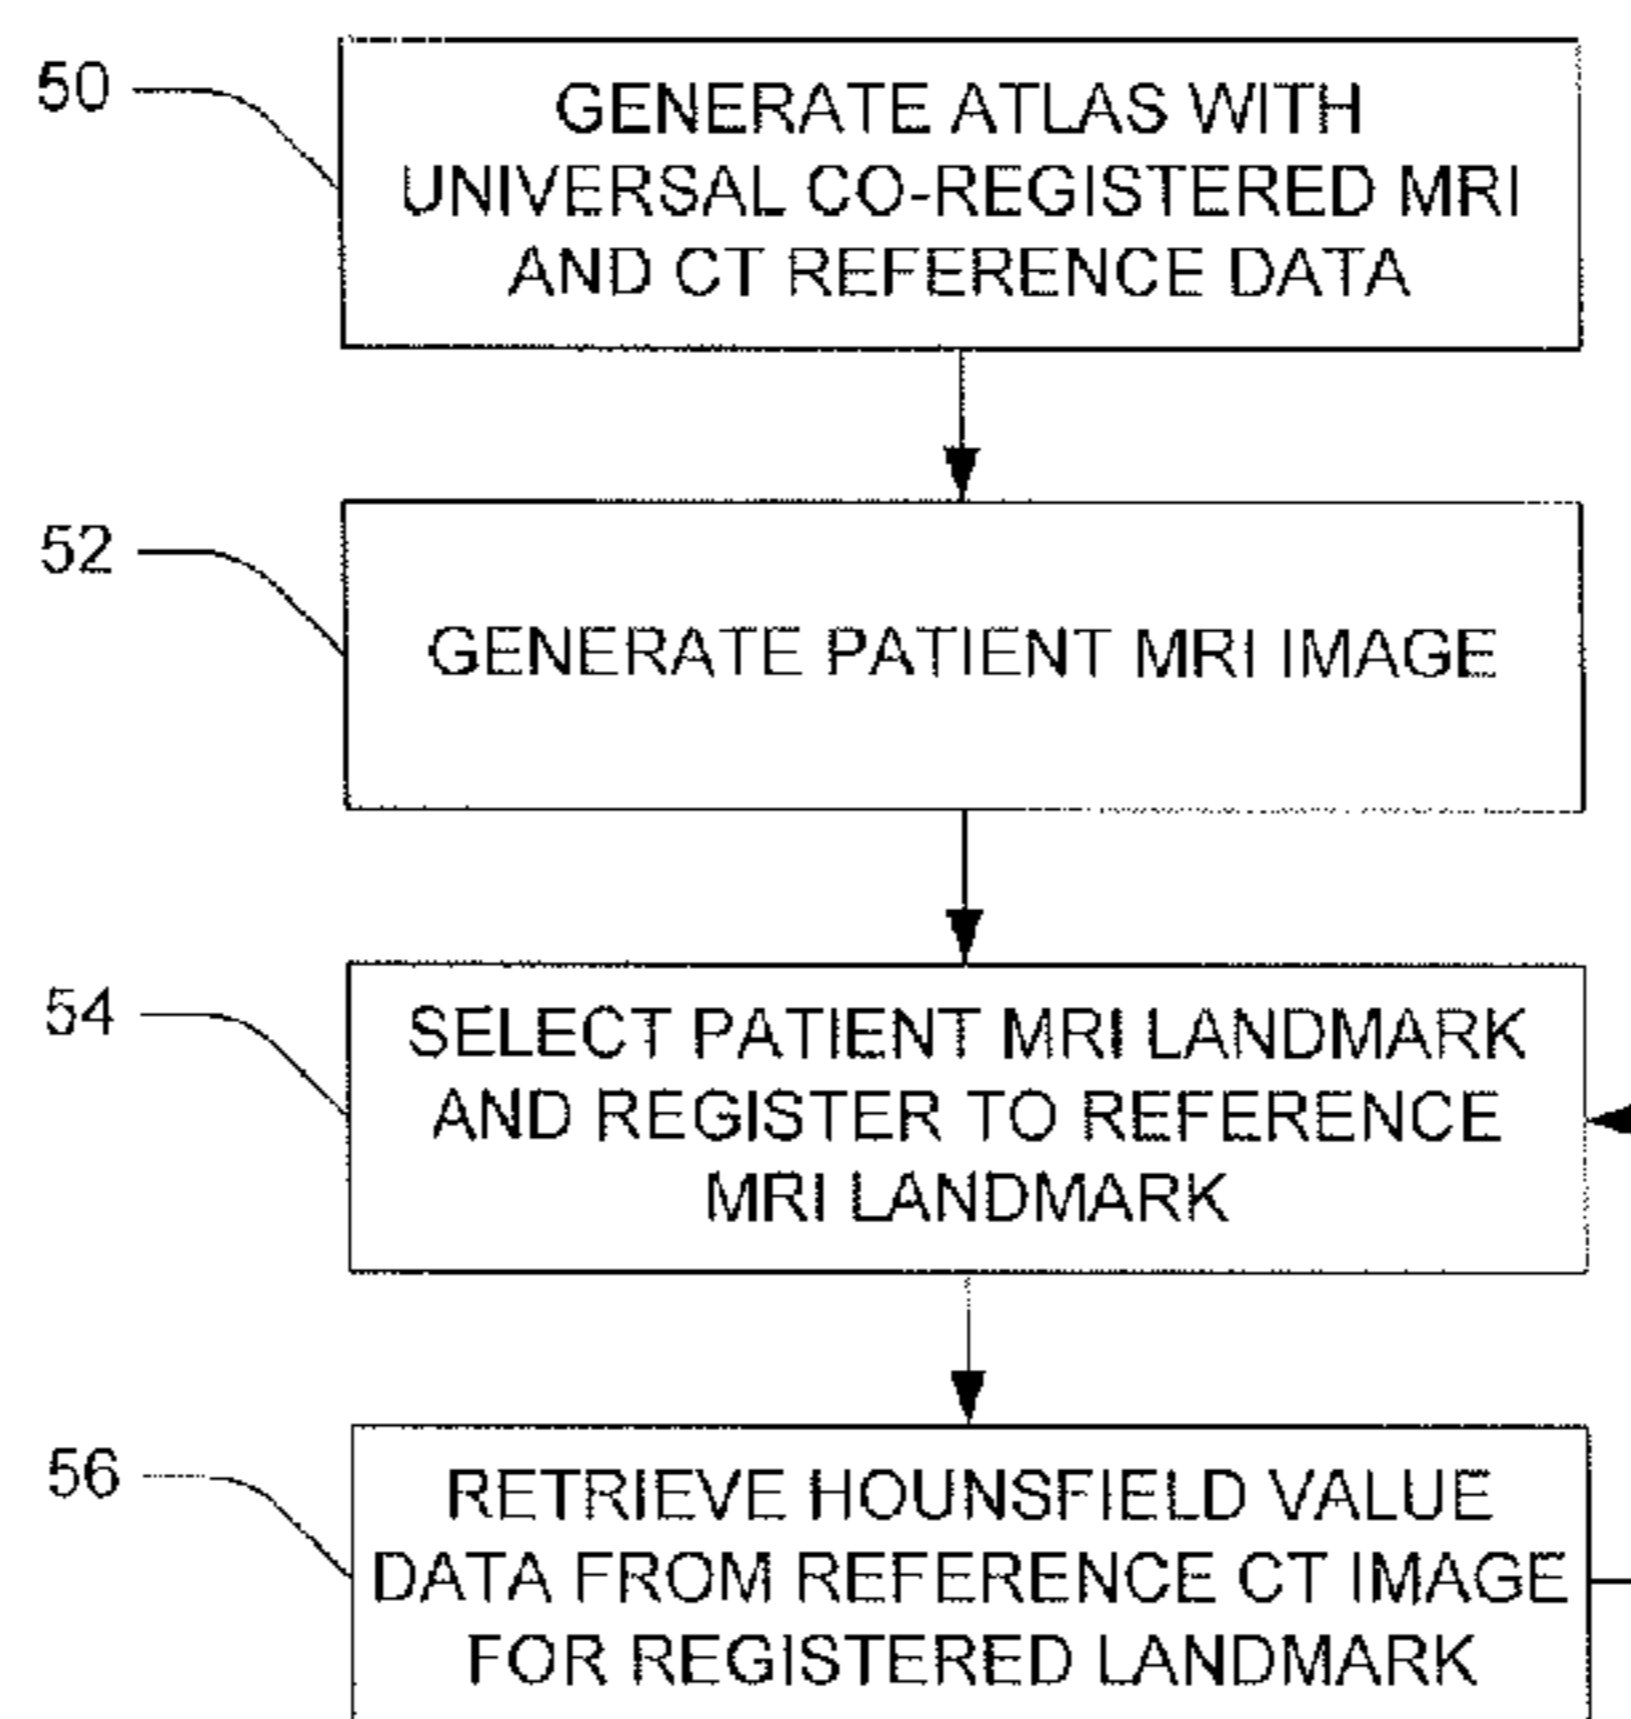 50
GENERATE ATLAS WITH
UNIVERSAL CO-REGISTERED MRI
AND CT REFERENCE DATA
52
GENERATE PATIENT MRI IMAGE
54
SELECT PATIENT MRI LANDMARK
AND REGISTER TO REFERENCE
MRI LANDMARK
56
RETRIEVE HOUNSFIELD VALUE
DATA FROM REFERENCE CT IMAGE
FOR REGISTERED LANDMARK